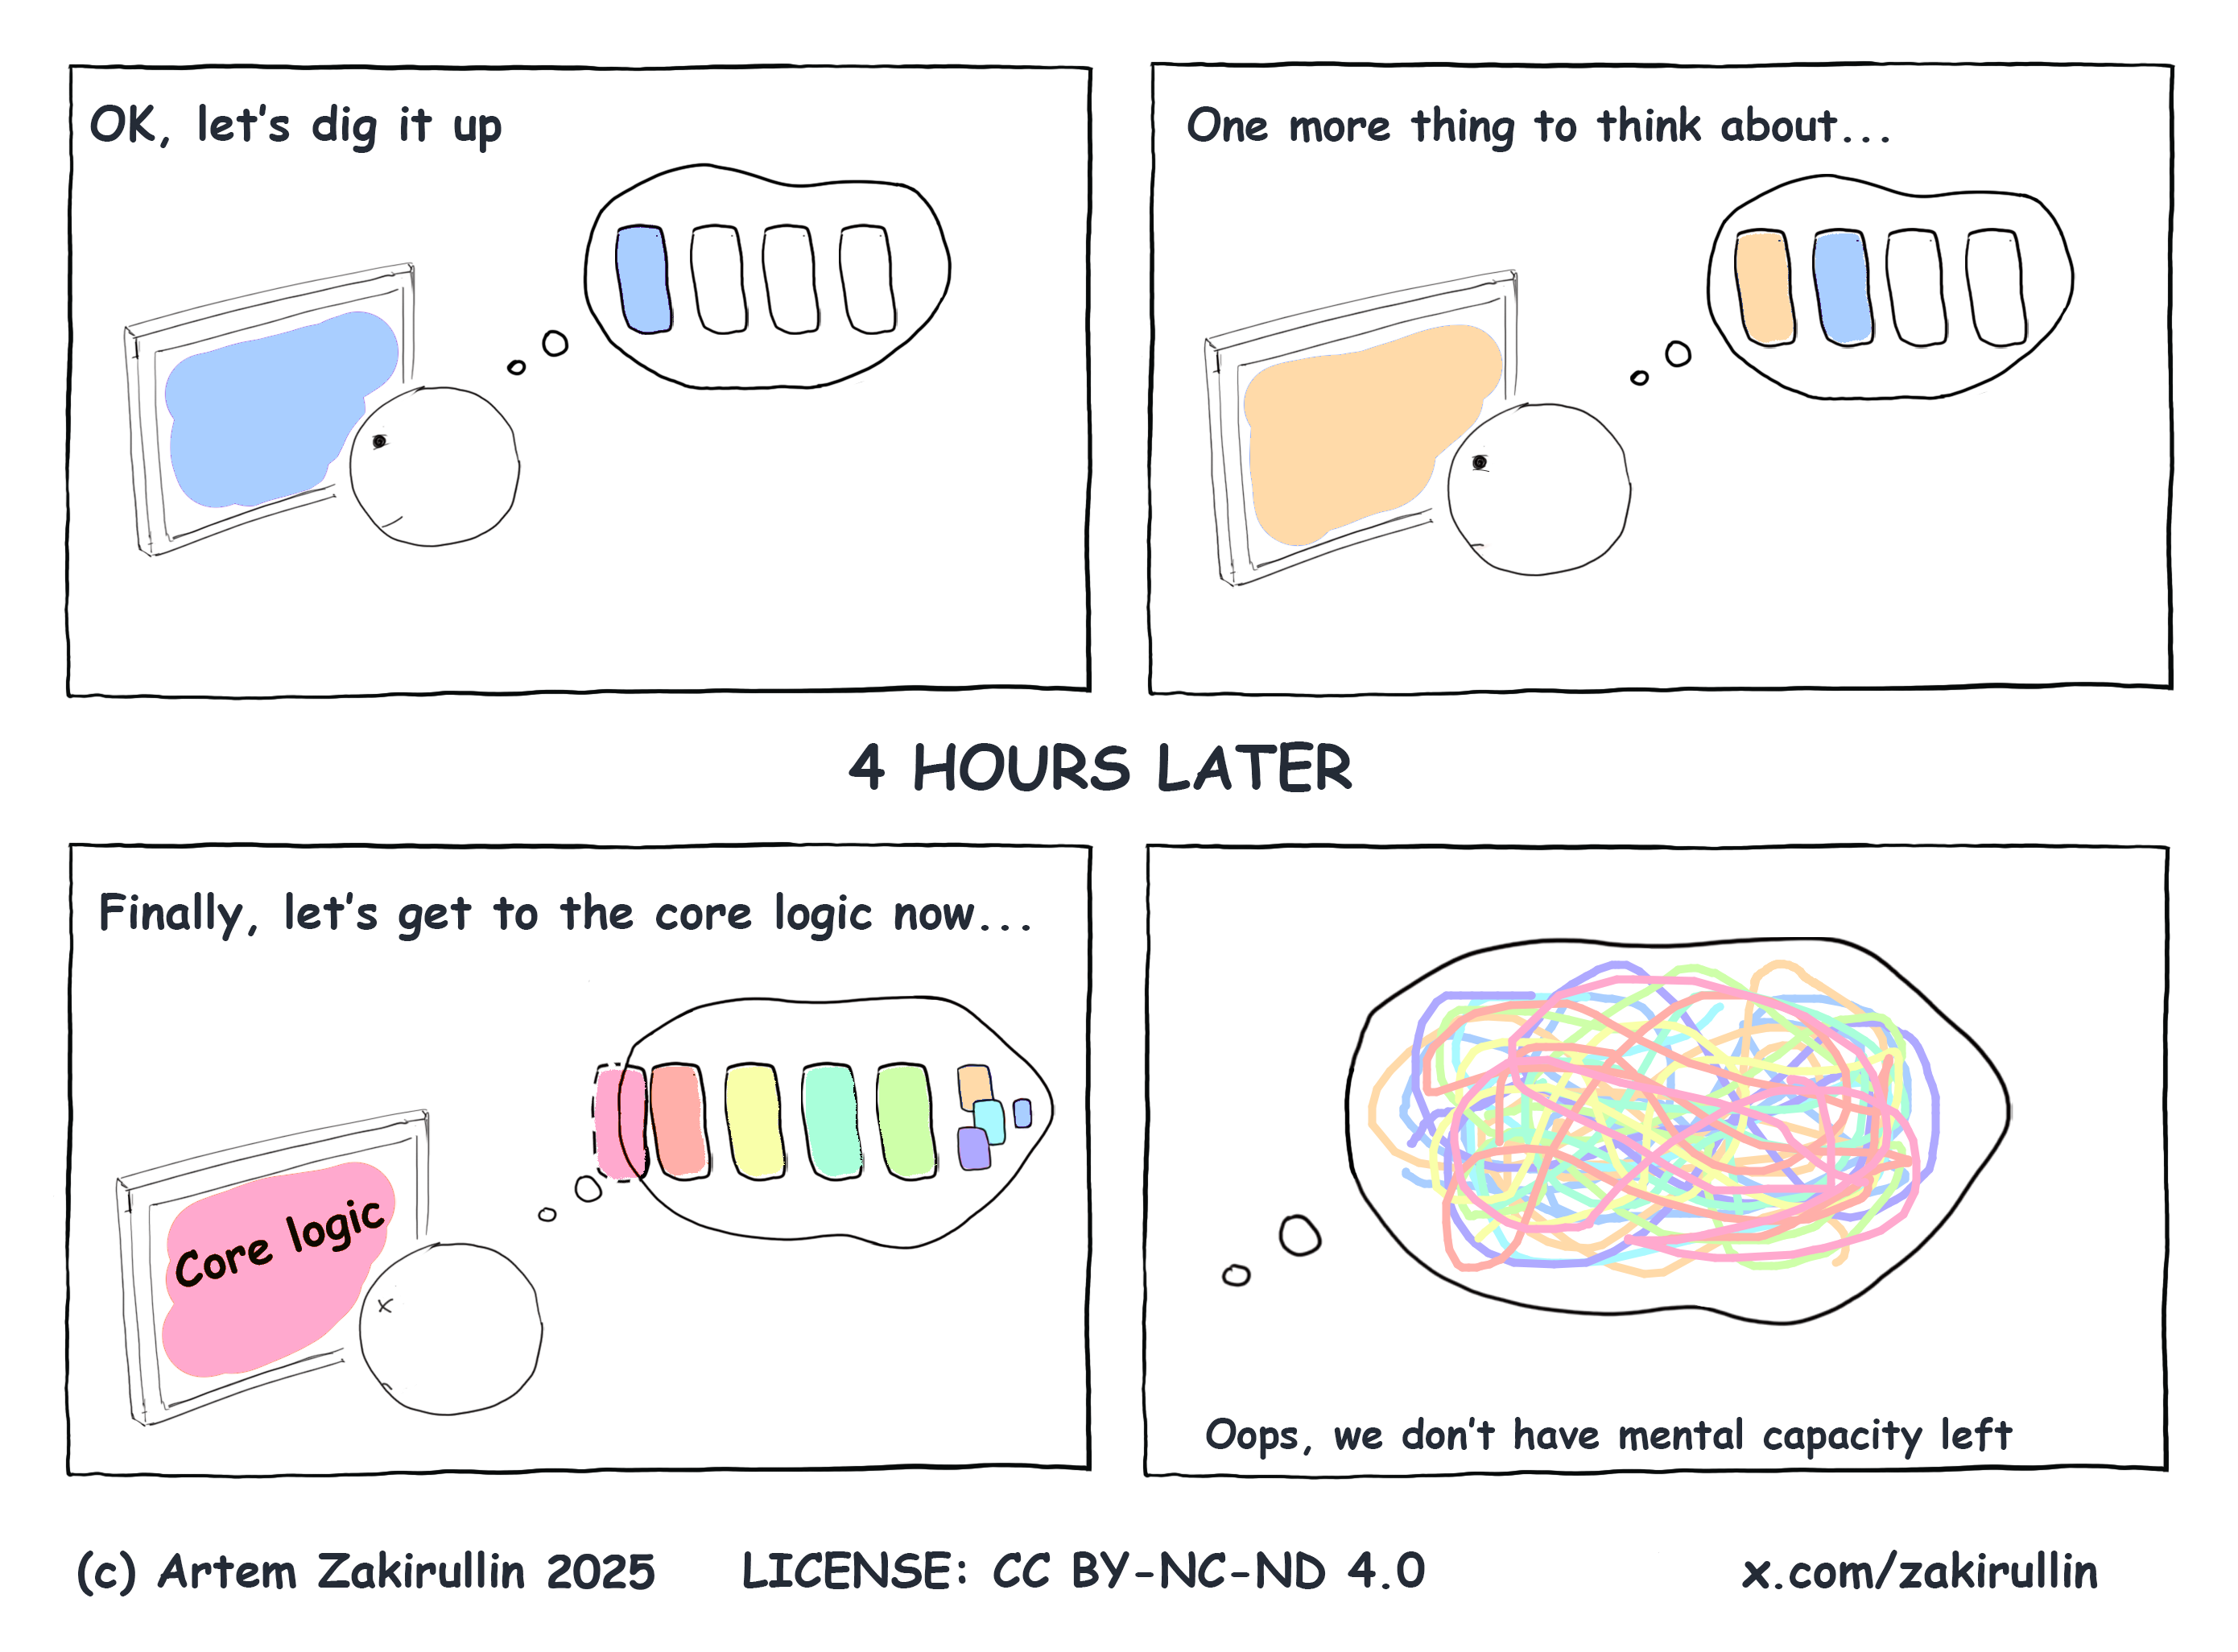 OK, let's dig it up
One more thing to think about...
4 HOURS LATER
Finally, let's get to the core logic now...
Core logic
Oops, we don't have mental capacity left
(c) Artem Zakirullin 2025
LICENSE: CC BY-NC-ND 4.0
x.com/zakirullin